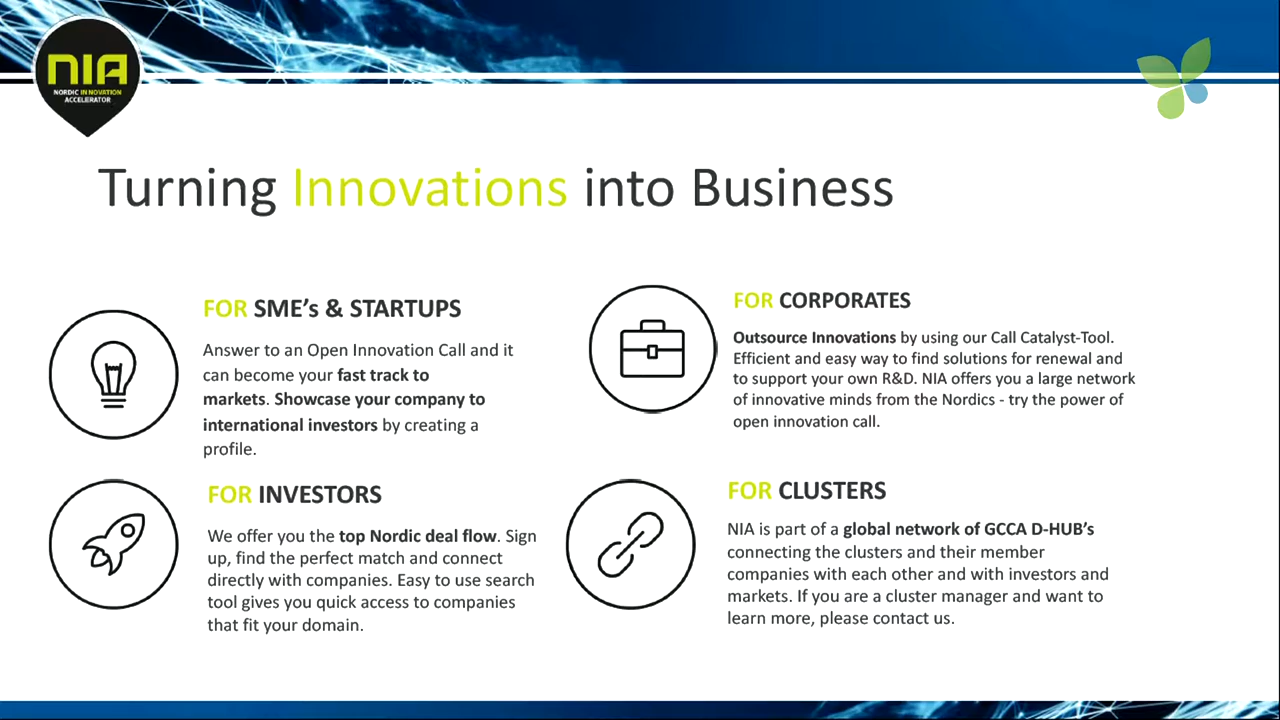 NIA
NORDIC INNOVATION
ACCELERATOR
Turning Innovations into Business
FOR SME’s & STARTUPS
Answer to an Open Innovation Call and it
can become your fast track to
markets. Showcase your company to
international investors by creating a
profile.
FOR CORPORATES
Outsource Innovations by using our Call Catalyst-Tool.
Efficient and easy way to find solutions for renewal and
to support your own R&D. NIA offers you a large network
of innovative minds from the Nordics - try the power of
open innovation call.
FOR INVESTORS
We offer you the top Nordic deal flow. Sign
up, find the perfect match and connect
directly with companies. Easy to use search
tool gives you quick access to companies
that fit your domain.
FOR CLUSTERS
NIA is part of a global network of GCCA D-HUB’s
connecting the clusters and their member
companies with each other and with investors and
markets. If you are a cluster manager and want to
learn more, please contact us.